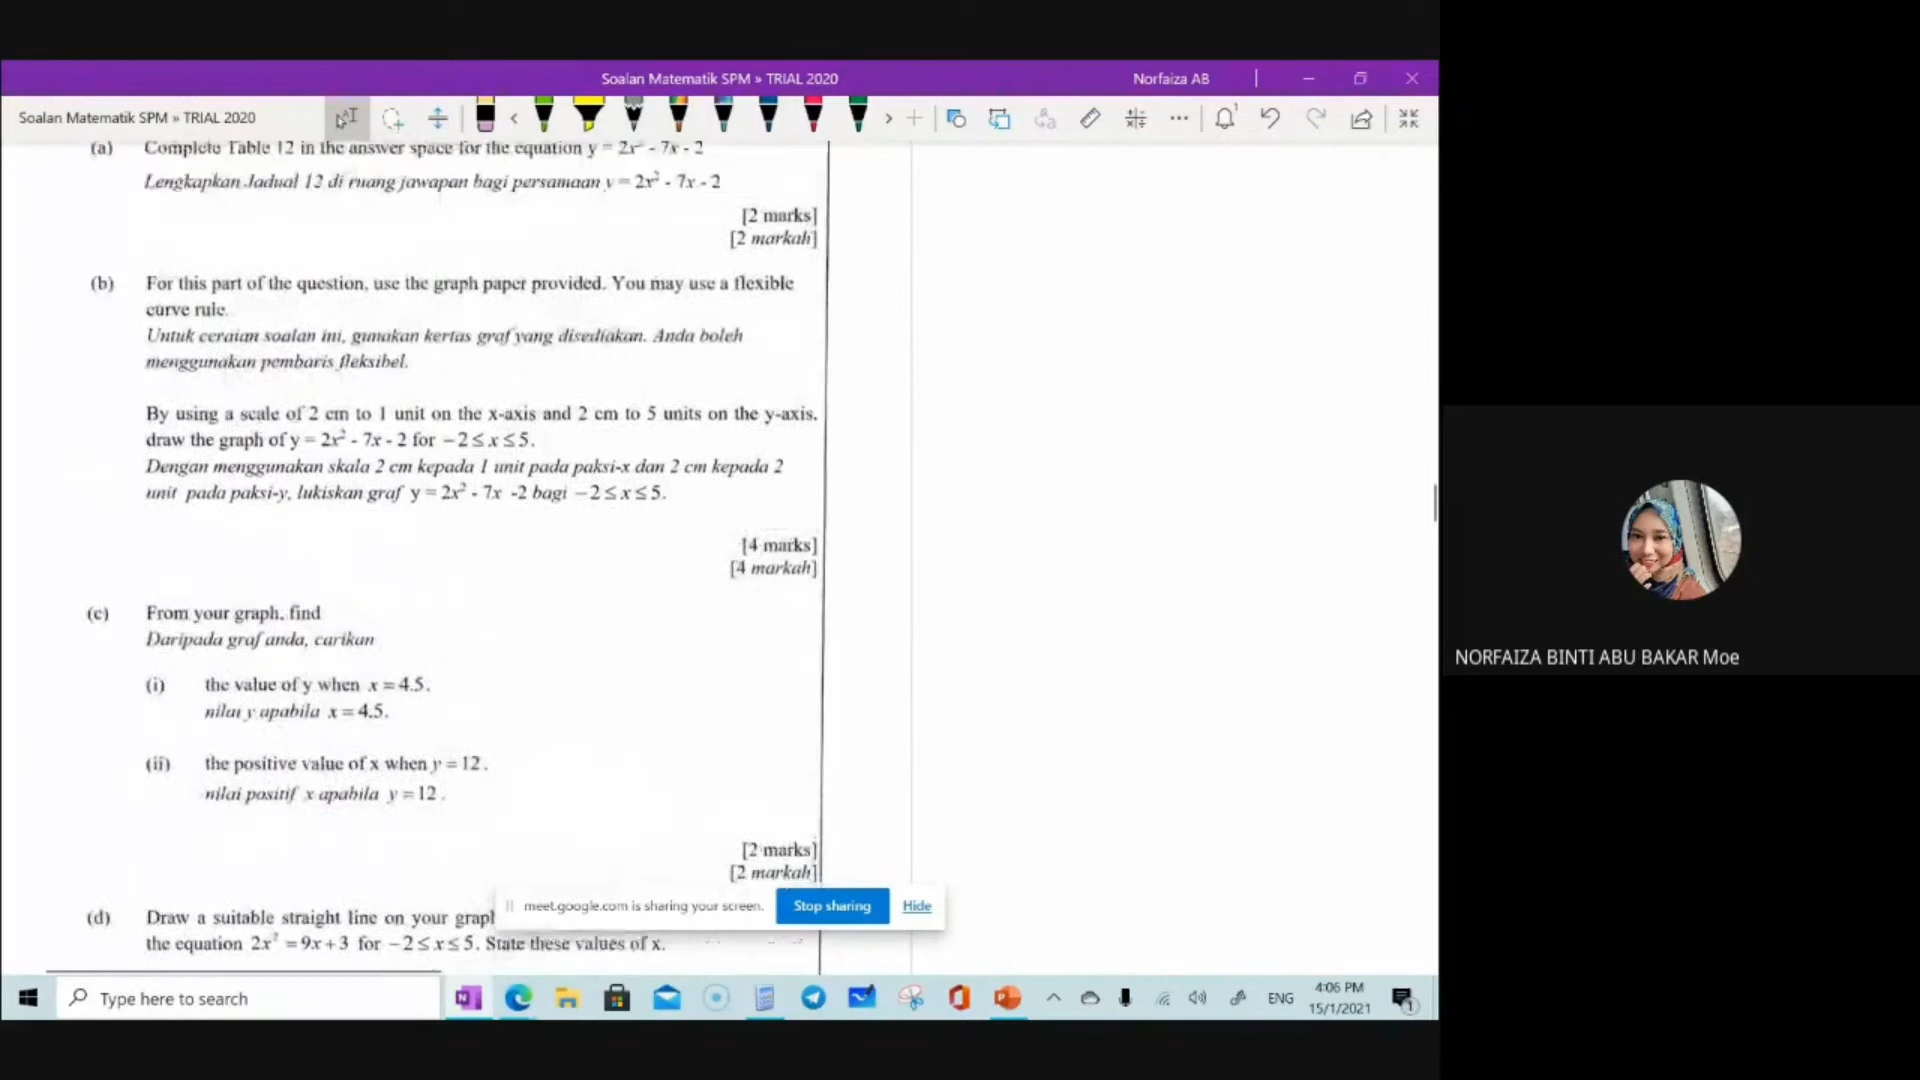 Soalan Matematik SPM » TRIAL 2020
Norfaiza AB
Soalan Matematik SPM » TRIAL 2020
(a) Complete Table 12 in the answer space for the equation y = 2x² - 7x - 2
Lengkapkan Jadual 12 di ruang jawapan bagi persamaan y = 2x² - 7x - 2
[2 marks]
[2 markah]
(b) For this part of the question, use the graph paper provided. You may use a flexible
curve rule.
Untuk ceraian soalan ini, gunakan kertas graf yang disediakan. Anda boleh
menggunakan pembaris fleksibel.
By using a scale of 2 cm to 1 unit on the x-axis and 2 cm to 5 units on the y-axis,
draw the graph of y = 2x² - 7x - 2 for −2 ≤ x ≤ 5.
Dengan menggunakan skala 2 cm kepada 1 unit pada paksi-x dan 2 cm kepada 2
unit pada paksi-y, lukiskan graf y = 2x² - 7x -2 bagi −2 ≤ x ≤ 5.
[4 marks]
[4 markah]
(c) From your graph, find
Daripada graf anda, carikan
(i) the value of y when x = 4.5.
nilai y apabila x = 4.5.
(ii) the positive value of x when y = 12.
nilai positif x apabila y = 12.
[2 marks]
[2 markah]
(d) Draw a suitable straight line on your graph
the equation 2x² = 9x + 3 for −2 ≤ x ≤ 5. State these values of x.
meet.google.com is sharing your screen.
Stop sharing
Hide
Type here to search
ENG
4:06 PM
15/1/2021
NORFAIZA BINTI ABU BAKAR Moe